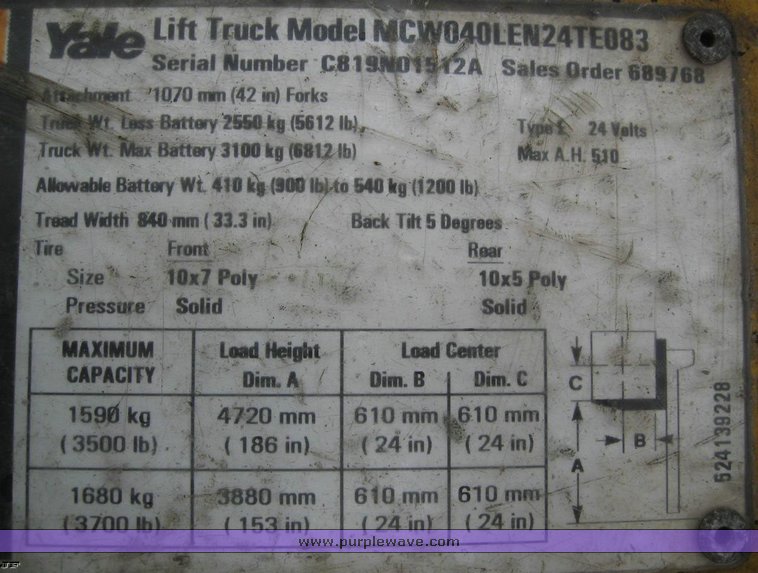 Yale Lift Truck Model MCW040LEN24TE083
Serial Number C819N01512A Sales Order 689768
Attachment 1070 mm (42 in) Forks
Truck Wt. Less Battery 2550 kg (5612 lb) Type E 24 Volts
Truck Wt. Max Battery 3100 kg (6812 lb) Max A.H. 510
Allowable Battery Wt. 410 kg (900 lb) to 540 kg (1200 lb)
Tread Width 840 mm (33.3 in) Back Tilt 5 Degrees
Tire Front Rear
Size 10x7 Poly 10x5 Poly
Pressure Solid Solid
MAXIMUM CAPACITY Load Height Dim. A Load Center
Dim. B Dim. C
1590 kg 4720 mm 610 mm 610 mm
(3500 lb) (186 in) (24 in) (24 in)
1680 kg 3880 mm 610 mm 610 mm
(3700 lb) (153 in) (24 in) (24 in)
C
B
A
524139228
www.purplewave.com